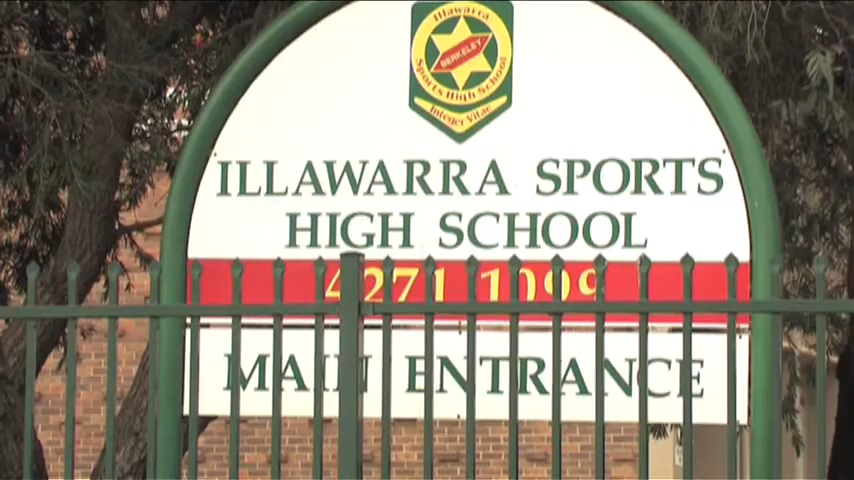 Illawarra
BERKELEY
Sports High School
Integer Vitae
ILLAWARRA SPORTS
HIGH SCHOOL
4271 1099
MAIN ENTRANCE